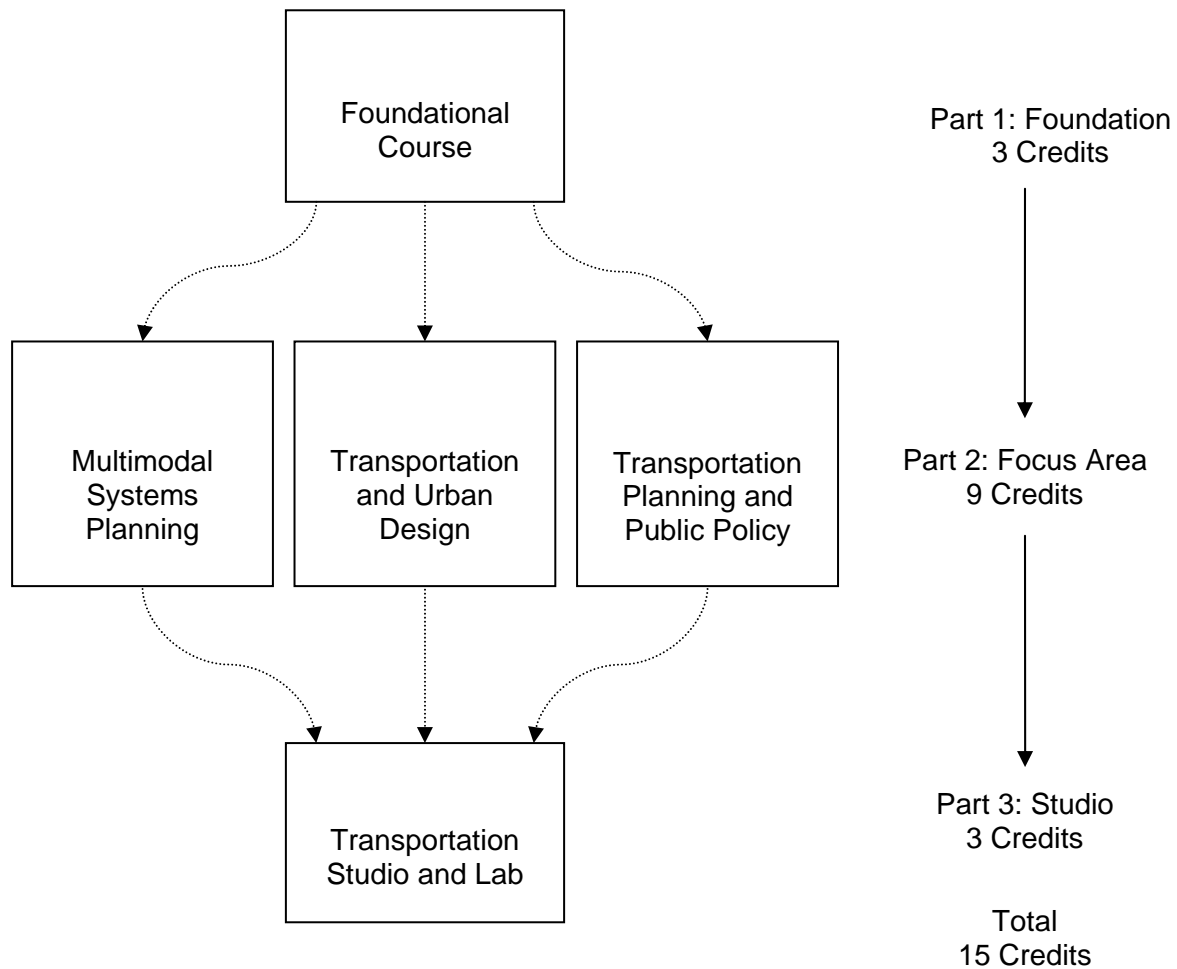 Foundational
Course
Part 1: Foundation
3 Credits
Multimodal
Systems
Planning
Transportation
and Urban
Design
Transportation
Planning and
Public Policy
Part 2: Focus Area
9 Credits
Transportation
Studio and Lab
Part 3: Studio
3 Credits
Total
15 Credits